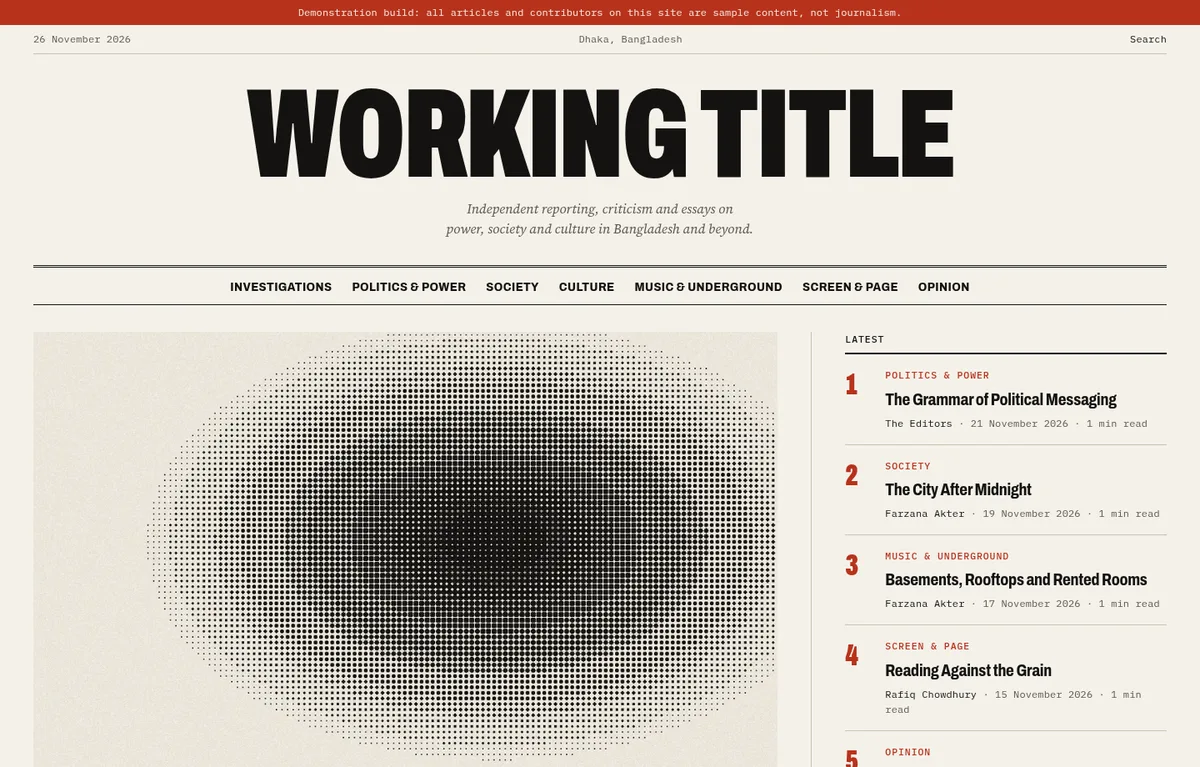 Demonstration build: all articles and contributors on this site are sample content, not journalism.
26 November 2026
Dhaka, Bangladesh
Search
WORKING TITLE
Independent reporting, criticism and essays on
power, society and culture in Bangladesh and beyond.
INVESTIGATIONS POLITICS & POWER SOCIETY CULTURE MUSIC & UNDERGROUND SCREEN & PAGE OPINION
LATEST
1
POLITICS & POWER
The Grammar of Political Messaging
The Editors · 21 November 2026 · 1 min read
2
SOCIETY
The City After Midnight
Farzana Akter · 19 November 2026 · 1 min read
3
MUSIC & UNDERGROUND
Basements, Rooftops and Rented Rooms
Farzana Akter · 17 November 2026 · 1 min read
4
SCREEN & PAGE
Reading Against the Grain
Rafiq Chowdhury · 15 November 2026 · 1 min
read
5
OPINION